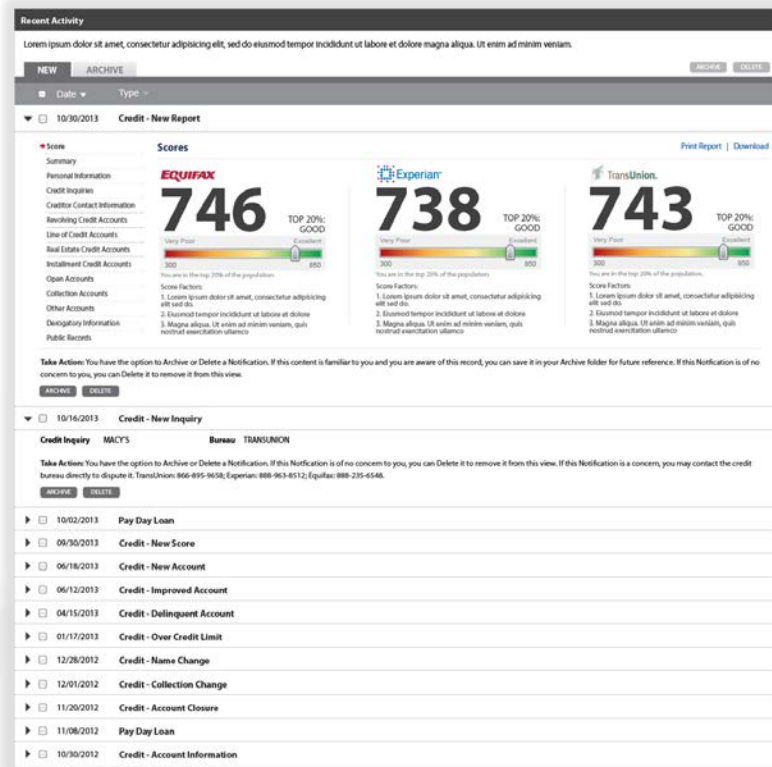 Recent Activity
Lorem ipsum dolor sit amet, consectetur adipisicing elit, sed do eiusmod tempor incididunt ut labore et dolore magna aliqua. Ut enim ad minim veniam.
NEW ARCHIVE ARCHIVE DELETE
Date Type
10/30/2013 Credit - New Report
Score
Summary
Personal Information
Credit Inquiries
Creditor Contact Information
Revolving Credit Accounts
Line of Credit Accounts
Real Estate Credit Accounts
Installment Credit Accounts
Open Accounts
Collection Accounts
Other Accounts
Derogatory Information
Public Records
Scores
Print Report | Download
EQUIFAX
746
TOP 20%:
GOOD
Very Poor Excellent
300 850
You are in the top 20% of the population.
Score Factors:
1. Lorem ipsum dolor sit amet, consectetur adipisicing
elit sed do.
2. Eiusmod tempor incididunt ut labore et dolore
3. Magna aliqua. Ut enim ad minim veniam, quis
nostrud exercitation ullamco
Experian
738
TOP 20%:
GOOD
Very Poor Excellent
300 850
You are in the top 20% of the population.
Score Factors:
1. Lorem ipsum dolor sit amet, consectetur adipisicing
elit sed do.
2. Eiusmod tempor incididunt ut labore et dolore
3. Magna aliqua. Ut enim ad minim veniam, quis
nostrud exercitation ullamco
TransUnion.
743
TOP 20%:
GOOD
Very Poor Excellent
300 850
You are in the top 20% of the population.
Score Factors:
1. Lorem ipsum dolor sit amet, consectetur adipisicing
elit sed do.
2. Eiusmod tempor incididunt ut labore et dolore
3. Magna aliqua. Ut enim ad minim veniam, quis
nostrud exercitation ullamco
Take Action: You have the option to Archive or Delete a Notification. If this content is familiar to you and you are aware of this record, you can save it in your Archive folder for future reference. If this Notfication is of no
concern to you, you can Delete it to remove it from this view.
ARCHIVE DELETE
10/16/2013 Credit - New Inquiry
Credit Inquiry MACY'S Bureau TRANSUNION
Take Action: You have the option to Archive or Delete a Notification. If this Notfication is of no concern to you, you can Delete it to remove it from this view. If this Notification is a concern, you may contact the credit
bureau directly to dispute it. TransUnion: 866-895-9658; Experian: 888-963-8512; Equifax: 888-235-6548.
ARCHIVE DELETE
10/02/2013 Pay Day Loan
09/30/2013 Credit - New Score
06/18/2013 Credit - New Account
06/12/2013 Credit - Improved Account
04/15/2013 Credit - Delinquent Account
01/17/2013 Credit - Over Credit Limit
12/28/2012 Credit - Name Change
12/01/2012 Credit - Collection Change
11/20/2012 Credit - Account Closure
11/08/2012 Pay Day Loan
10/30/2012 Credit - Account Information